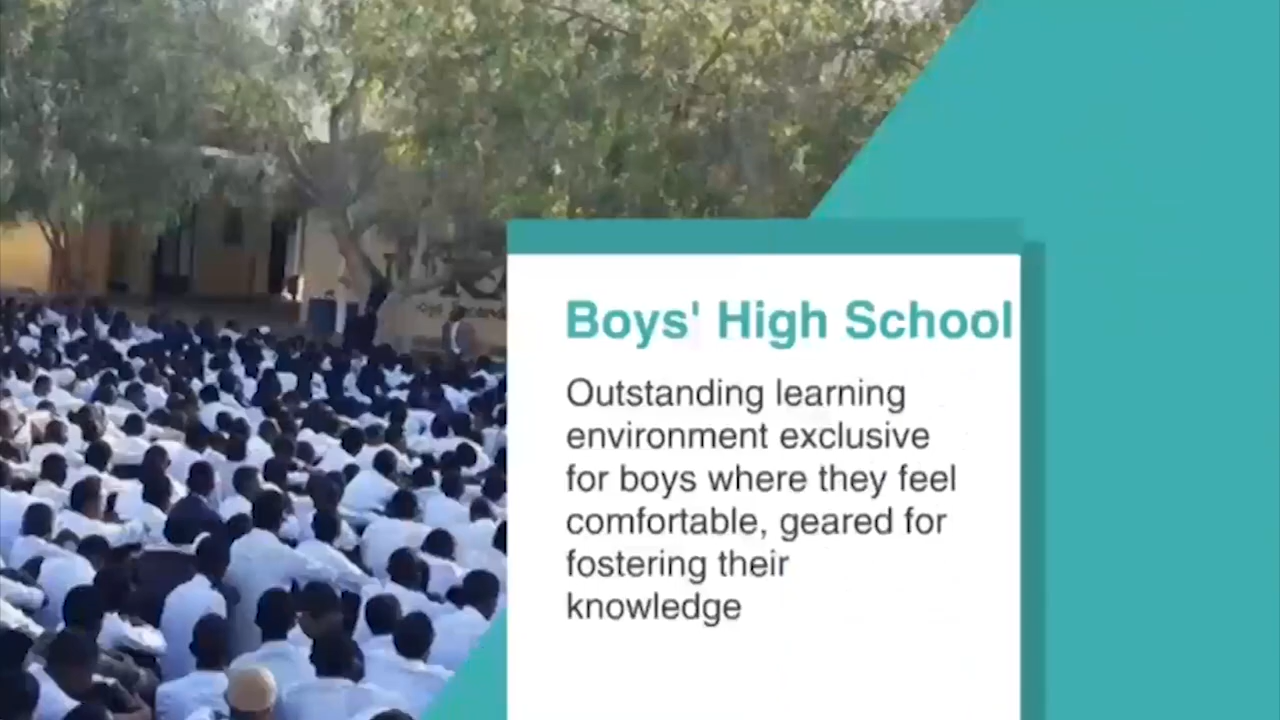 Boys' High School
Outstanding learning
environment exclusive
for boys where they feel
comfortable, geared for
fostering their
knowledge